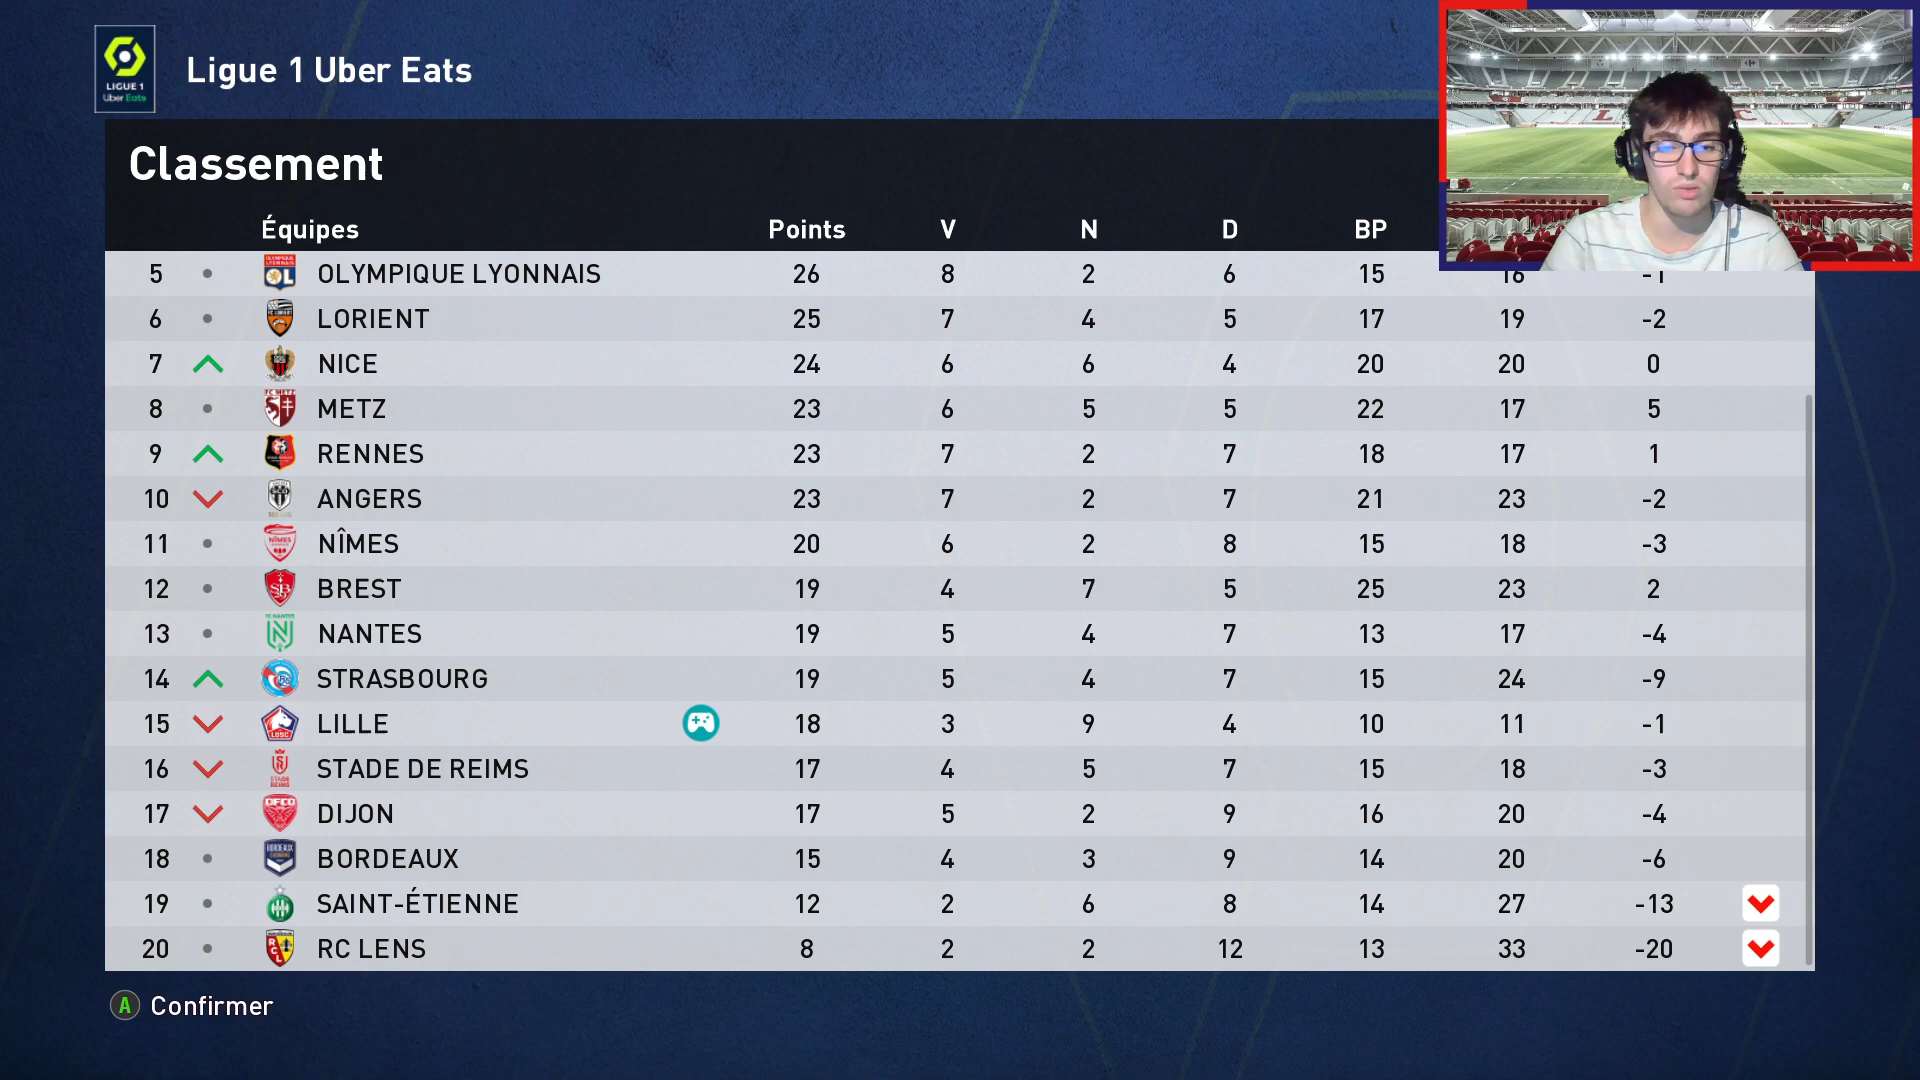 LIGUE 1
Uber Eats
Ligue 1 Uber Eats
Classement
Équipes Points V N D BP
5 OLYMPIQUE LYONNAIS 26 8 2 6 15 16 -1
6 LORIENT 25 7 4 5 17 19 -2
7 NICE 24 6 6 4 20 20 0
8 METZ 23 6 5 5 22 17 5
9 RENNES 23 7 2 7 18 17 1
10 ANGERS 23 7 2 7 21 23 -2
11 NÎMES 20 6 2 8 15 18 -3
12 BREST 19 4 7 5 25 23 2
13 NANTES 19 5 4 7 13 17 -4
14 STRASBOURG 19 5 4 7 15 24 -9
15 LILLE 18 3 9 4 10 11 -1
16 STADE DE REIMS 17 4 5 7 15 18 -3
17 DIJON 17 5 2 9 16 20 -4
18 BORDEAUX 15 4 3 9 14 20 -6
19 SAINT-ÉTIENNE 12 2 6 8 14 27 -13
20 RC LENS 8 2 2 12 13 33 -20
A Confirmer